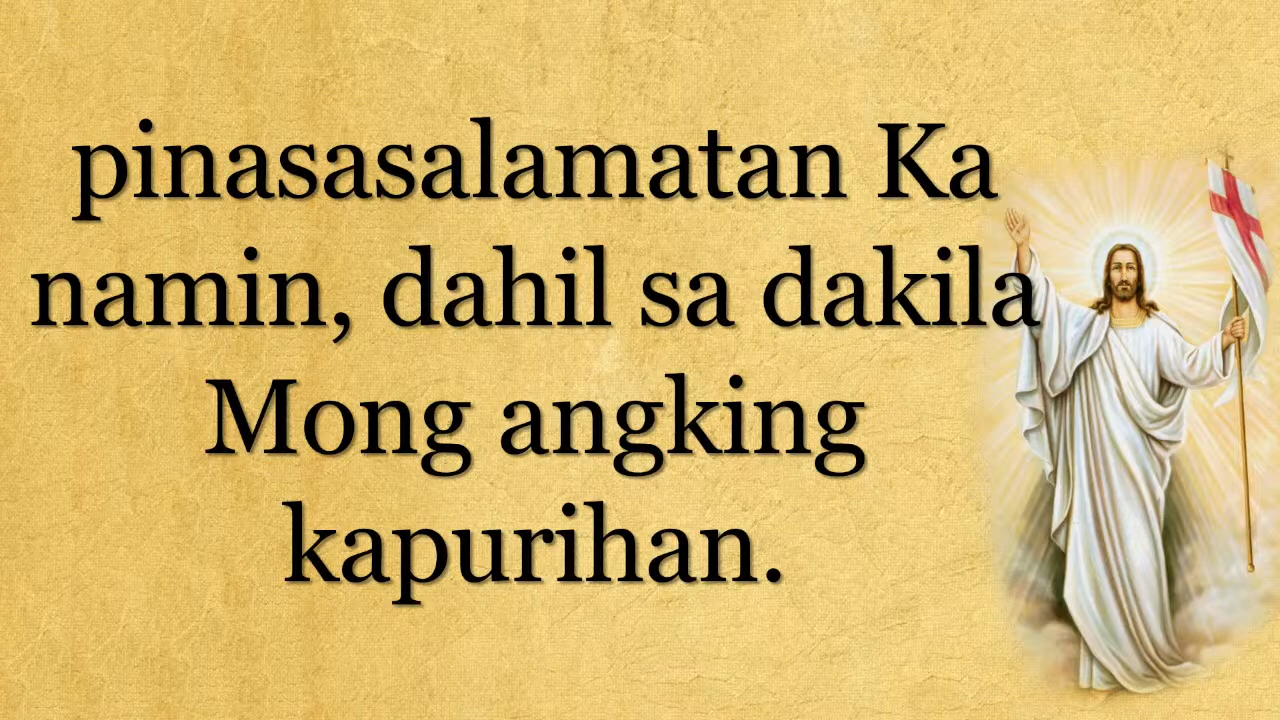 pinasasalamatan Ka
namin, dahil sa dakila
Mong angking
kapurihan.